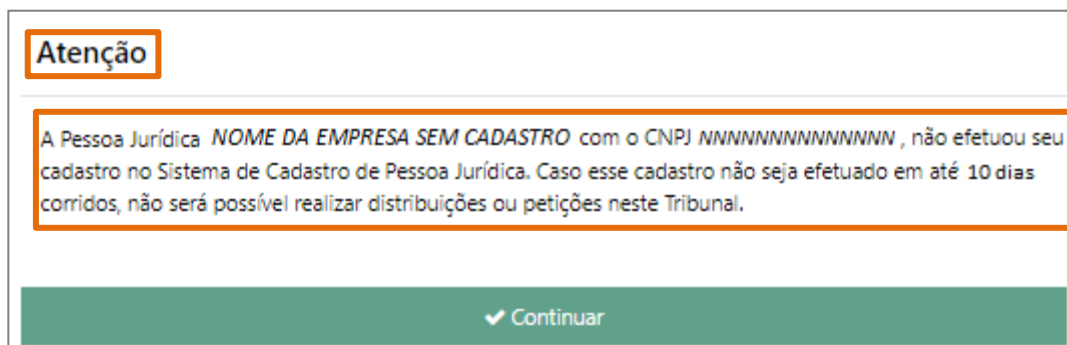 Atenção
A Pessoa Jurídica NOME DA EMPRESA SEM CADASTRO com o CNPJ NNNNNNNNNNNNNN , não efetuou seu
cadastro no Sistema de Cadastro de Pessoa Jurídica. Caso esse cadastro não seja efetuado em até 10 dias
corridos, não será possível realizar distribuições ou petições neste Tribunal.
✔ Continuar